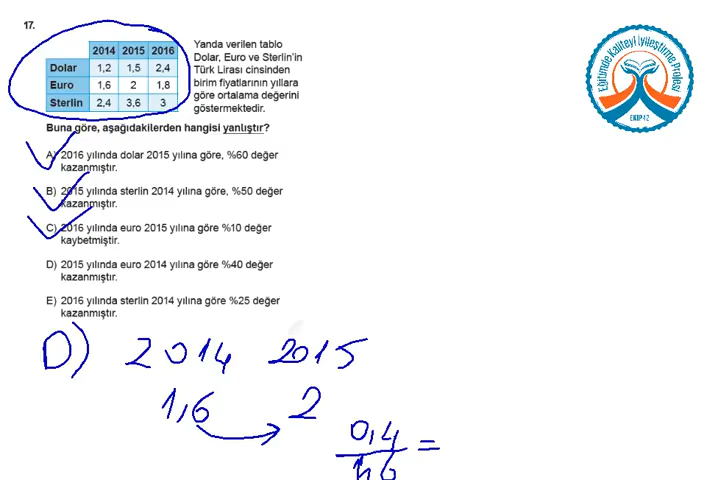 17.
2014 2015 2016
Dolar 1,2 1,5 2,4
Euro 1,6 2 1,8
Sterlin 2,4 3,6 3
Yanda verilen tablo
Dolar, Euro ve Sterlin'in
Türk Lirası cinsinden
birim fiyatlarının yıllara
göre ortalama değerini
göstermektedir.
Buna göre, aşağıdakilerden hangisi yanlıştır?
A) 2016 yılında dolar 2015 yılına göre, %60 değer
kazanmıştır.
B) 2015 yılında sterlin 2014 yılına göre, %50 değer
kazanmıştır.
C) 2016 yılında euro 2015 yılına göre %10 değer
kaybetmiştir.
D) 2015 yılında euro 2014 yılına göre %40 değer
kazanmıştır.
E) 2016 yılında sterlin 2014 yılına göre %25 değer
kazanmıştır.
D) 2014 2015
1,6 2
0,4 =
1,6
Eğitimde Kaliteyi İyileştirme Projesi
EKİP42